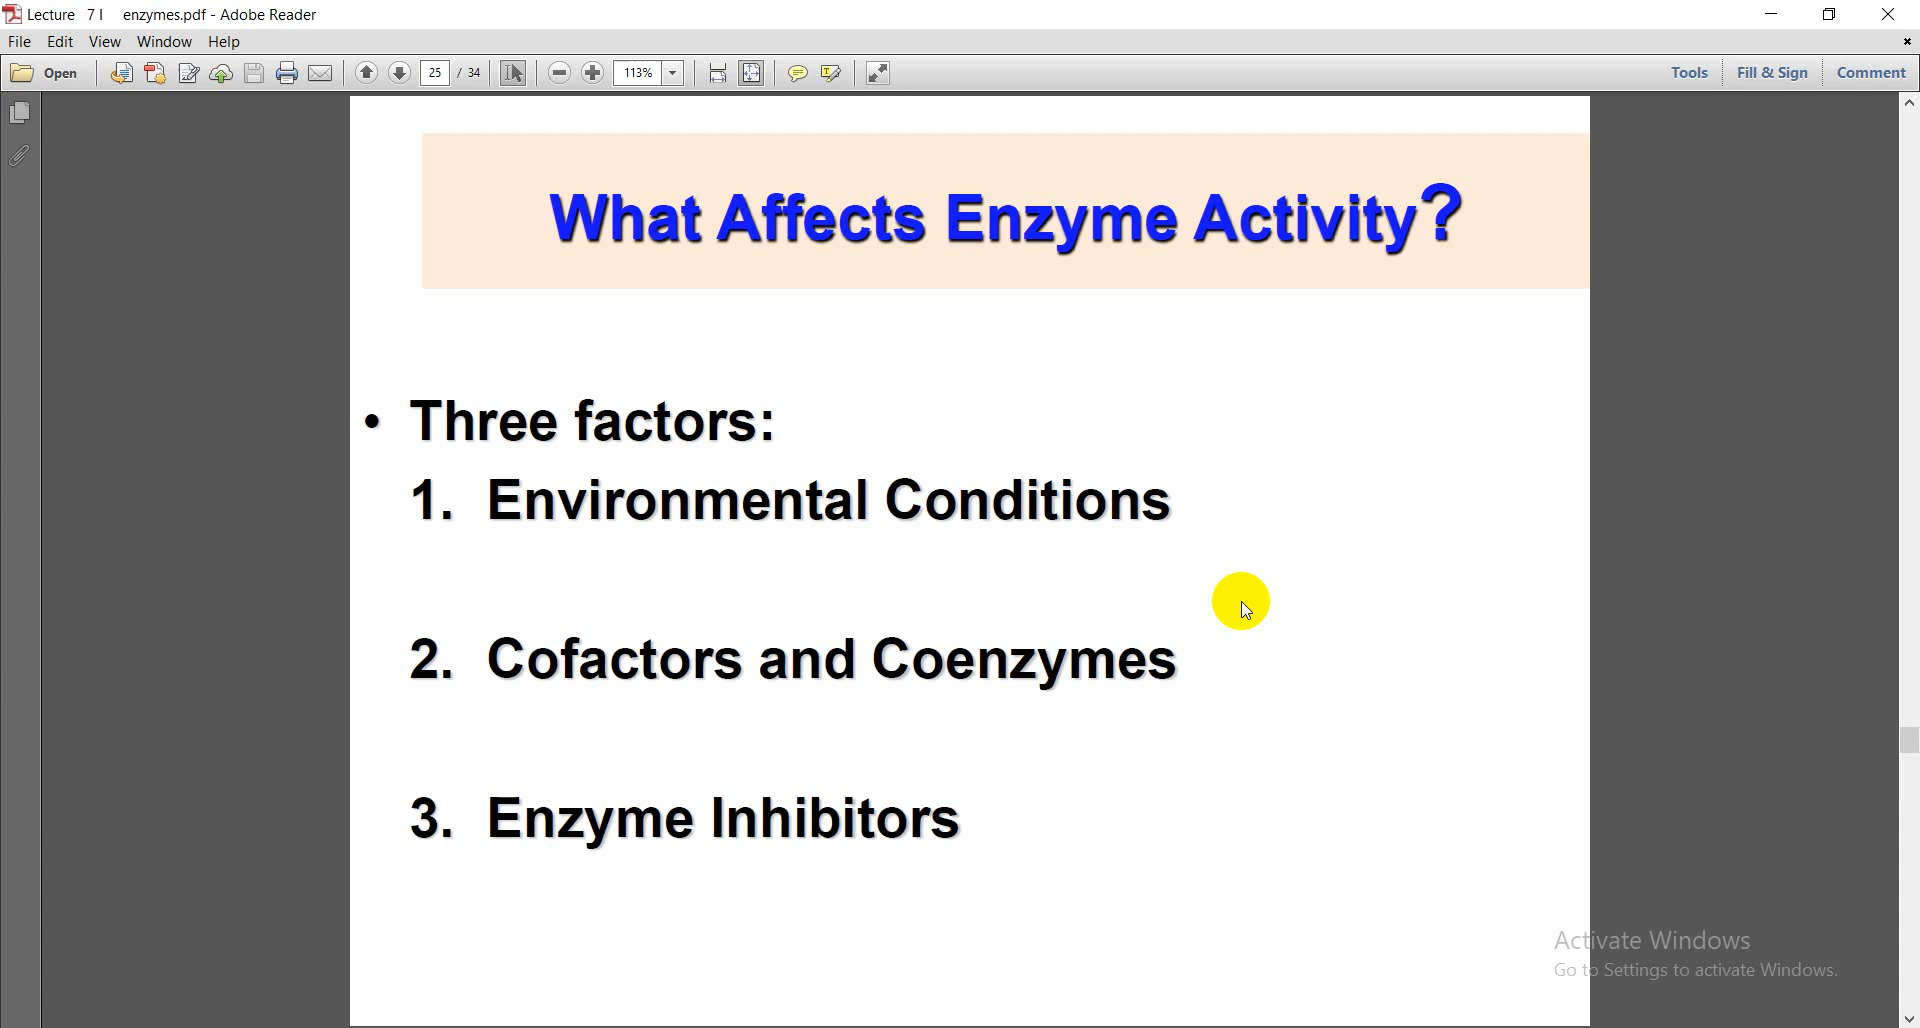 Lecture 7 I enzymes.pdf - Adobe Reader
File Edit View Window Help
Open 25 / 34 113% Tools Fill & Sign Comment
What Affects Enzyme Activity?
• Three factors:
1. Environmental Conditions
2. Cofactors and Coenzymes
3. Enzyme Inhibitors
Activate Windows
Go to Settings to activate Windows.